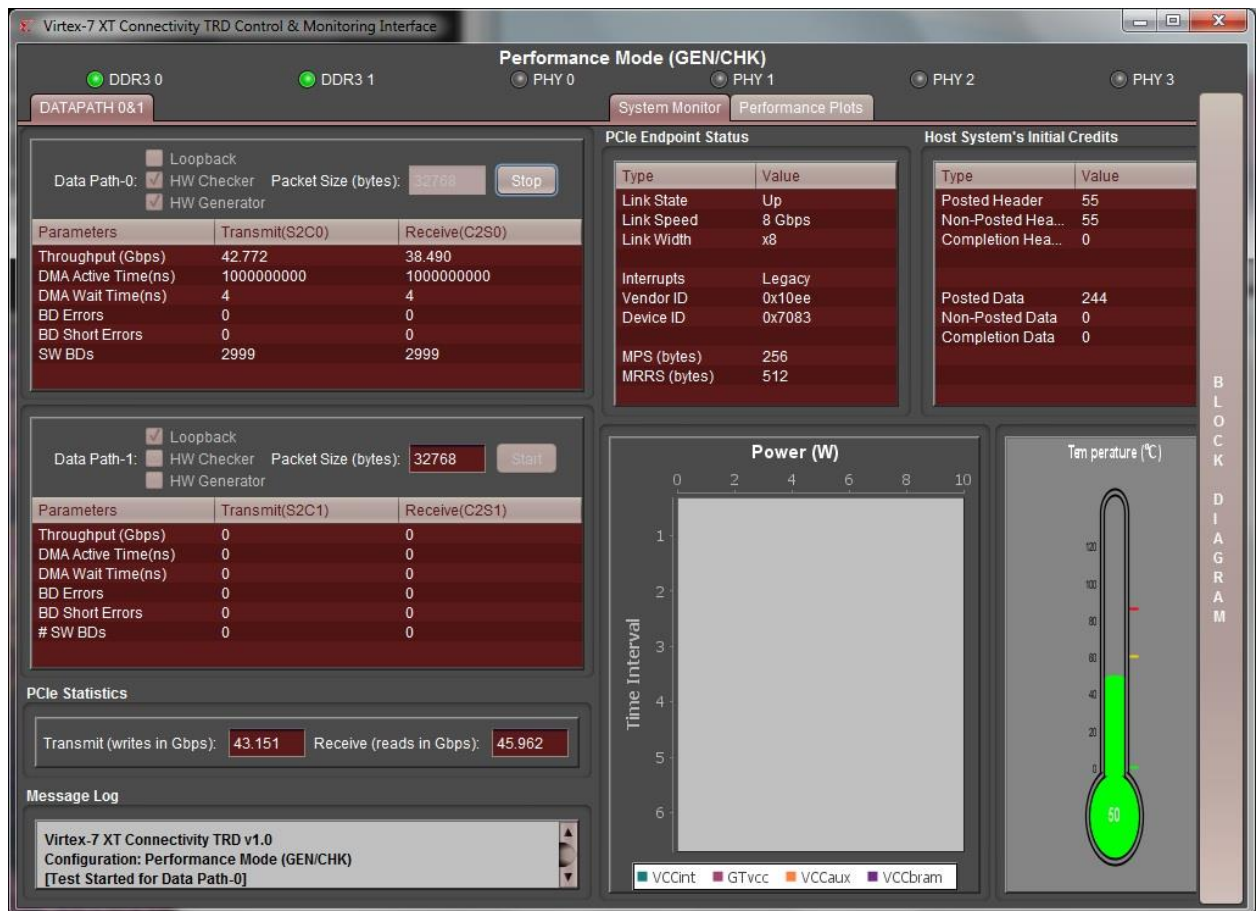 Virtex-7 XT Connectivity TRD Control & Monitoring Interface
Performance Mode (GEN/CHK)
DDR3 0 DDR3 1 PHY 0 PHY 1 PHY 2 PHY 3
DATAPATH 0&1
Loopback
Data Path-0: HW Checker Packet Size (bytes): 32768 Stop
HW Generator
Parameters Transmit(S2C0) Receive(C2S0)
Throughput (Gbps) 42.772 38.490
DMA Active Time(ns) 1000000000 1000000000
DMA Wait Time(ns) 4 4
BD Errors 0 0
BD Short Errors 0 0
SW BDs 2999 2999
Loopback
Data Path-1: HW Checker Packet Size (bytes): 32768 Start
HW Generator
Parameters Transmit(S2C1) Receive(C2S1)
Throughput (Gbps) 0 0
DMA Active Time(ns) 0 0
DMA Wait Time(ns) 0 0
BD Errors 0 0
BD Short Errors 0 0
# SW BDs 0 0
PCIe Statistics
Transmit (writes in Gbps): 43.151 Receive (reads in Gbps): 45.962
Message Log
Virtex-7 XT Connectivity TRD v1.0
Configuration: Performance Mode (GEN/CHK)
[Test Started for Data Path-0]
System Monitor Performance Plots
PCIe Endpoint Status
Type Value
Link State Up
Link Speed 8 Gbps
Link Width x8
Interrupts Legacy
Vendor ID 0x10ee
Device ID 0x7083
MPS (bytes) 256
MRRS (bytes) 512
Host System's Initial Credits
Type Value
Posted Header 55
Non-Posted Hea... 55
Completion Hea... 0
Posted Data 244
Non-Posted Data 0
Completion Data 0
Power (W)
0 2 4 6 8 10
Time Interval
1
2
3
4
5
6
VCCint GTvcc VCCaux VCCbram
Temperature (°C)
120
100
80
60
40
20
0
50
BLOCK DIAGRAM